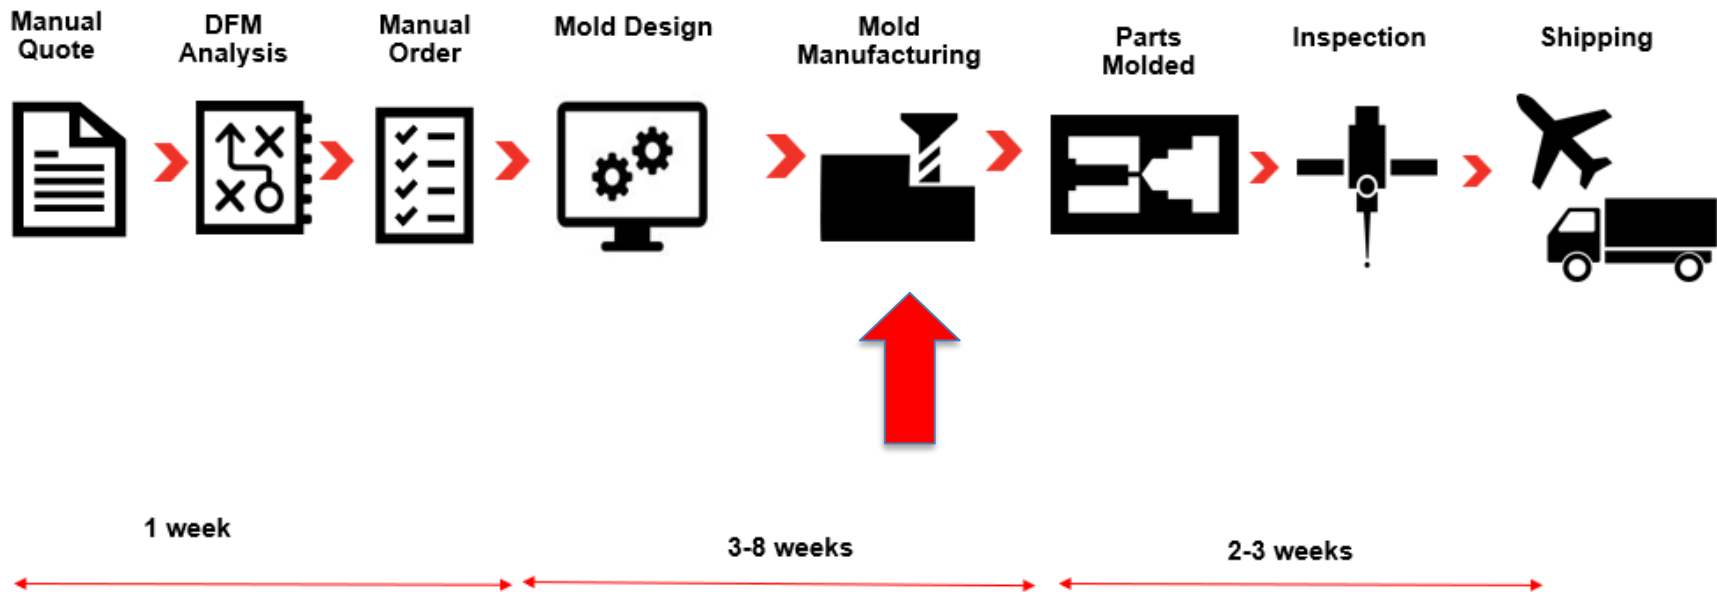 Manual
Quote
DFM
Analysis
Manual
Order
Mold Design
Mold
Manufacturing
Parts
Molded
Inspection
Shipping
1 week
3-8 weeks
2-3 weeks